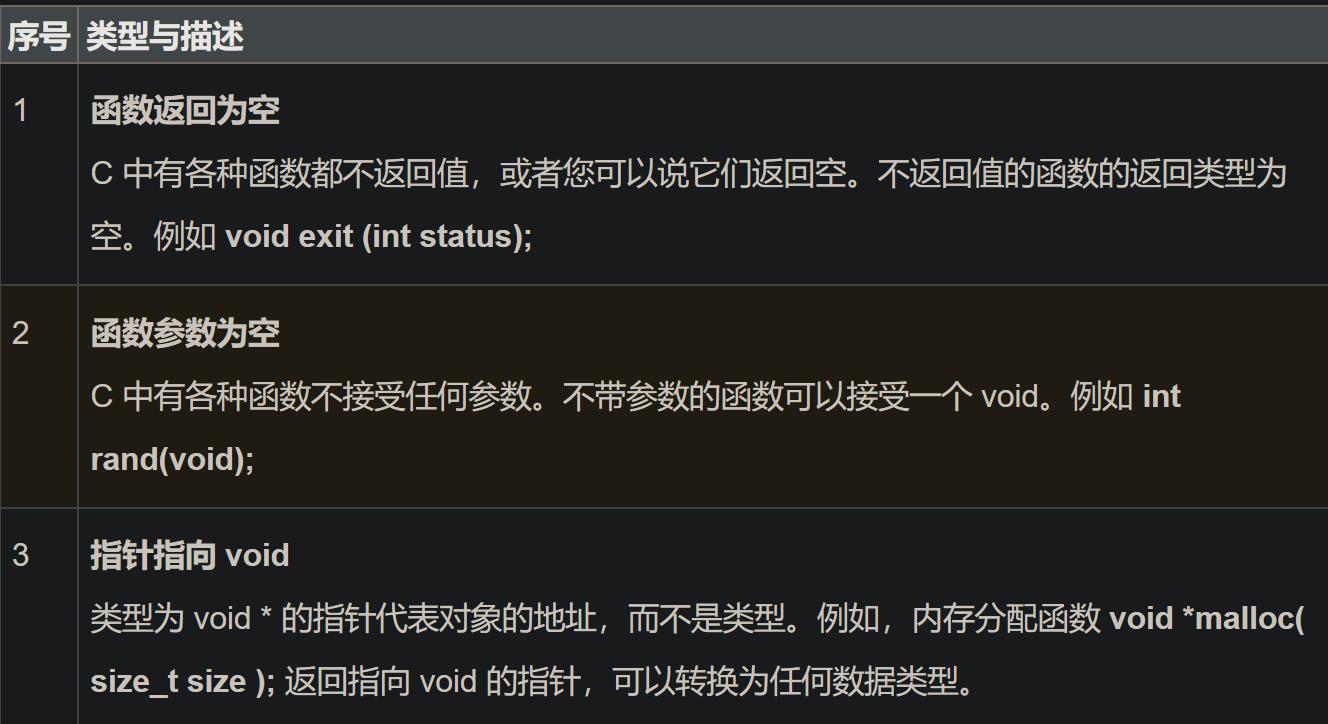 序号 类型与描述
1 函数返回为空
C 中有各种函数都不返回值，或者您可以说它们返回空。不返回值的函数的返回类型为
空。例如 void exit (int status);
2 函数参数为空
C 中有各种函数不接受任何参数。不带参数的函数可以接受一个 void。例如 int
rand(void);
3 指针指向 void
类型为 void * 的指针代表对象的地址，而不是类型。例如，内存分配函数 void *malloc(
size_t size ); 返回指向 void 的指针，可以转换为任何数据类型。